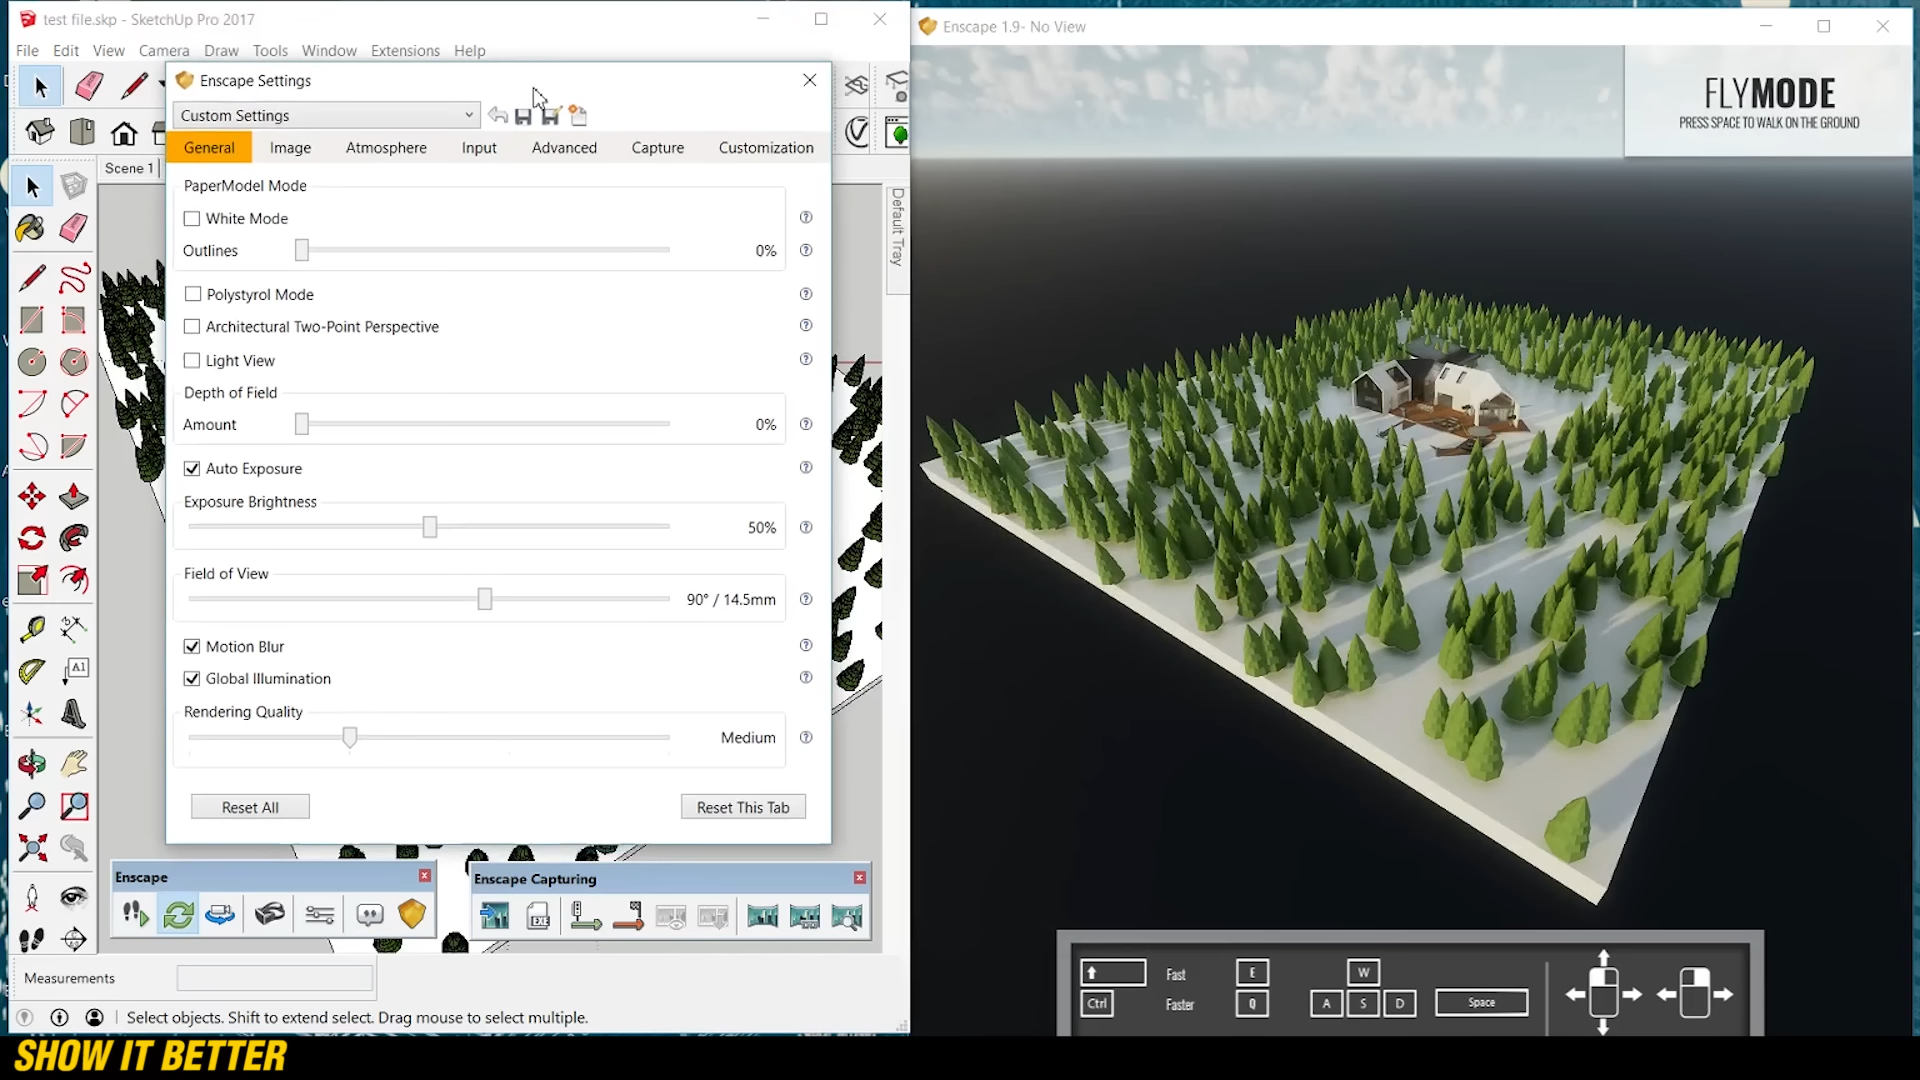 test file.skp - SketchUp Pro 2017
File Edit View Camera Draw Tools Window Extensions Help
Enscape Settings
Custom Settings
General Image Atmosphere Input Advanced Capture Customization
Scene 1
PaperModel Mode
White Mode
Outlines 0%
Polystyrol Mode
Architectural Two-Point Perspective
Light View
Depth of Field
Amount 0%
Auto Exposure
Exposure Brightness
50%
Field of View
90° / 14.5mm
Motion Blur
Global Illumination
Rendering Quality
Medium
Reset All Reset This Tab
Default Tray
A1
Enscape
Enscape Capturing
Measurements
Select objects. Shift to extend select. Drag mouse to select multiple.
SHOW IT BETTER
Enscape 1.9- No View
FLYMODE
PRESS SPACE TO WALK ON THE GROUND
Fast E W
Ctrl Faster Q A S D Space